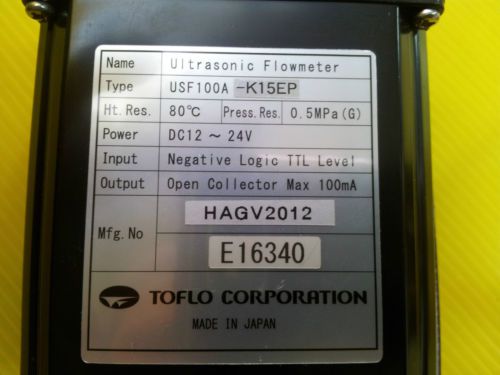 Name Ultrasonic Flowmeter
Type USF100A -K15EP
Ht.Res. 80℃ Press.Res. 0.5MPa(G)
Power DC12 ~ 24V
Input Negative Logic TTL Level
Output Open Collector Max 100mA
Mfg.No HAGV2012
E16340
TOFLO CORPORATION
MADE IN JAPAN